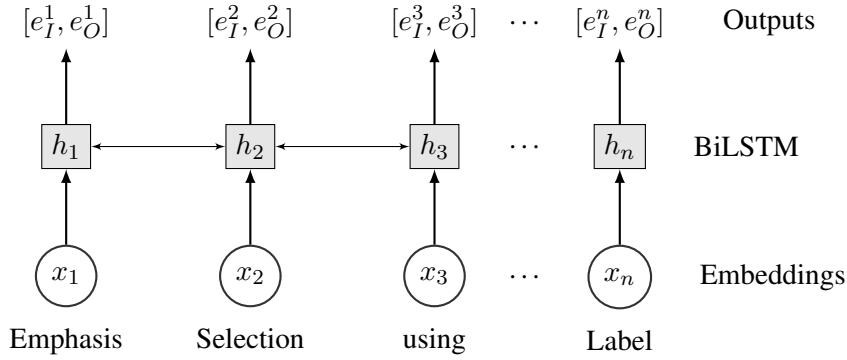 [e_I^1, e_O^1] [e_I^2, e_O^2] [e_I^3, e_O^3] ⋯ [e_I^n, e_O^n] Outputs
h_1 h_2 h_3 ⋯ h_n BiLSTM
x_1 x_2 x_3 ⋯ x_n Embeddings
Emphasis Selection using Label